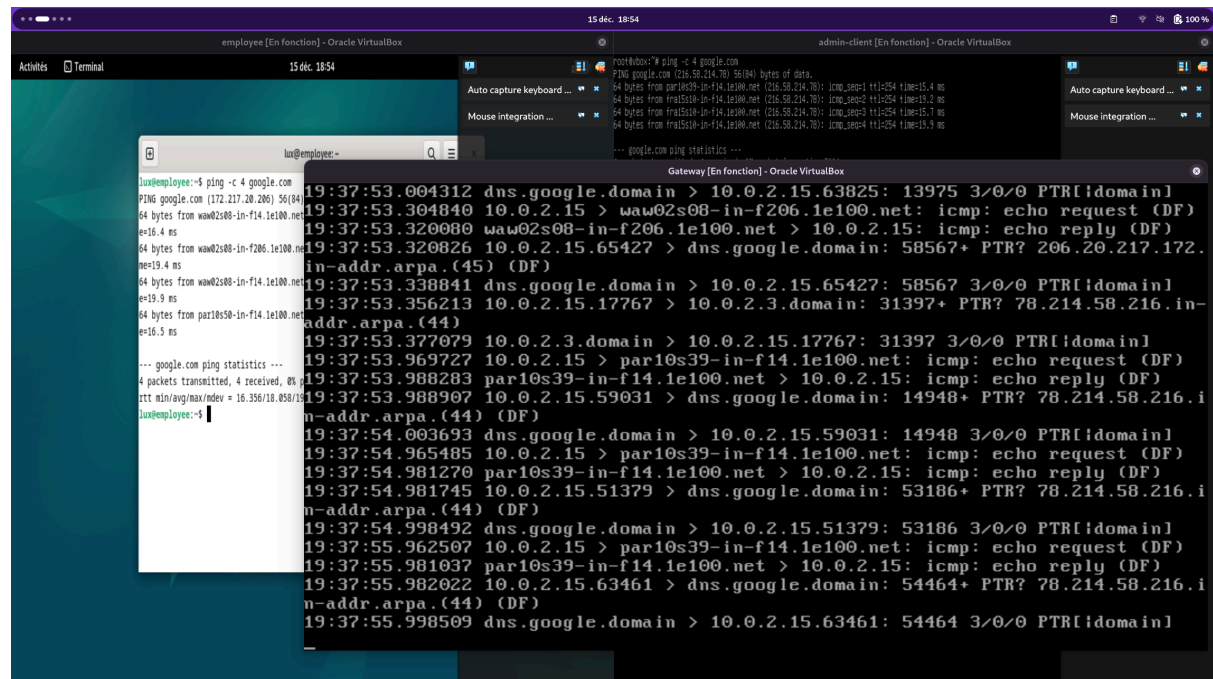 15 déc. 18:54
100 %
employee [En fonction] - Oracle VirtualBox
admin-client [En fonction] - Oracle VirtualBox
Activités
Terminal
15 déc. 18:54
Auto capture keyboard ...
Mouse integration ...
root@vbox:~# ping -c 4 google.com
PING google.com (216.58.214.78) 56(84) bytes of data.
64 bytes from par10s39-in-f14.1e100.net (216.58.214.78): icmp_seq=1 ttl=254 time=15.4 ms
64 bytes from fra15s10-in-f14.1e100.net (216.58.214.78): icmp_seq=2 ttl=254 time=19.2 ms
64 bytes from fra15s10-in-f14.1e100.net (216.58.214.78): icmp_seq=3 ttl=254 time=15.7 ms
64 bytes from fra15s10-in-f14.1e100.net (216.58.214.78): icmp_seq=4 ttl=254 time=19.9 ms
--- google.com ping statistics ---
Auto capture keyboard ...
Mouse integration ...
lux@employee: ~
lux@employee:~$ ping -c 4 google.com
PING google.com (172.217.20.206) 56(84)
64 bytes from waw02s08-in-f14.1e100.net
e=16.4 ms
64 bytes from waw02s08-in-f206.1e100.ne
me=19.4 ms
64 bytes from waw02s08-in-f14.1e100.net
e=19.9 ms
64 bytes from par10s50-in-f14.1e100.net
e=16.5 ms
--- google.com ping statistics ---
4 packets transmitted, 4 received, 0% p
rtt min/avg/max/mdev = 16.356/18.058/19
lux@employee:~$
Gateway [En fonction] - Oracle VirtualBox
19:37:53.004312 dns.google.domain > 10.0.2.15.63825: 13975 3/0/0 PTR[|domain]
19:37:53.304840 10.0.2.15 > waw02s08-in-f206.1e100.net: icmp: echo request (DF)
19:37:53.320080 waw02s08-in-f206.1e100.net > 10.0.2.15: icmp: echo reply (DF)
19:37:53.320826 10.0.2.15.65427 > dns.google.domain: 58567+ PTR? 206.20.217.172.
in-addr.arpa.(45) (DF)
19:37:53.338841 dns.google.domain > 10.0.2.15.65427: 58567 3/0/0 PTR[|domain]
19:37:53.356213 10.0.2.15.17767 > 10.0.2.3.domain: 31397+ PTR? 78.214.58.216.in-
addr.arpa.(44)
19:37:53.377079 10.0.2.3.domain > 10.0.2.15.17767: 31397 3/0/0 PTR[|domain]
19:37:53.969727 10.0.2.15 > par10s39-in-f14.1e100.net: icmp: echo request (DF)
19:37:53.988283 par10s39-in-f14.1e100.net > 10.0.2.15: icmp: echo reply (DF)
19:37:53.988907 10.0.2.15.59031 > dns.google.domain: 14948+ PTR? 78.214.58.216.i
n-addr.arpa.(44) (DF)
19:37:54.003693 dns.google.domain > 10.0.2.15.59031: 14948 3/0/0 PTR[|domain]
19:37:54.965485 10.0.2.15 > par10s39-in-f14.1e100.net: icmp: echo request (DF)
19:37:54.981270 par10s39-in-f14.1e100.net > 10.0.2.15: icmp: echo reply (DF)
19:37:54.981745 10.0.2.15.51379 > dns.google.domain: 53186+ PTR? 78.214.58.216.i
n-addr.arpa.(44) (DF)
19:37:54.998492 dns.google.domain > 10.0.2.15.51379: 53186 3/0/0 PTR[|domain]
19:37:55.962507 10.0.2.15 > par10s39-in-f14.1e100.net: icmp: echo request (DF)
19:37:55.981037 par10s39-in-f14.1e100.net > 10.0.2.15: icmp: echo reply (DF)
19:37:55.982022 10.0.2.15.63461 > dns.google.domain: 54464+ PTR? 78.214.58.216.i
n-addr.arpa.(44) (DF)
19:37:55.998509 dns.google.domain > 10.0.2.15.63461: 54464 3/0/0 PTR[|domain]